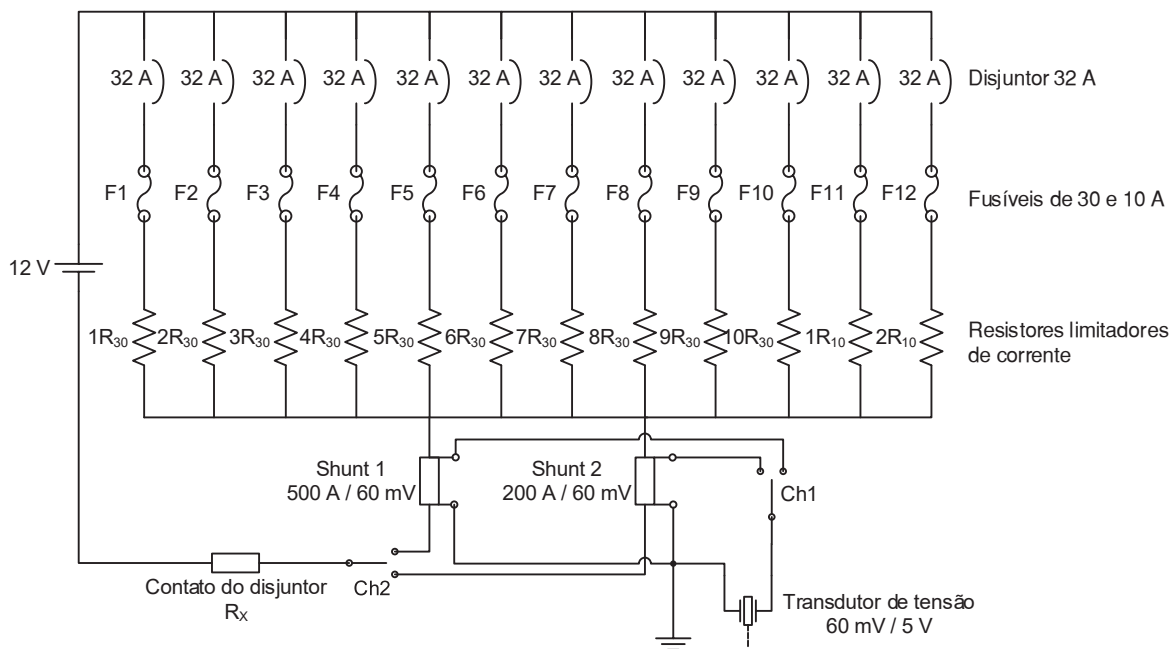 32 A 32 A 32 A 32 A 32 A 32 A 32 A 32 A 32 A 32 A 32 A 32 A Disjuntor 32 A
F1 F2 F3 F4 F5 F6 F7 F8 F9 F10 F11 F12 Fusíveis de 30 e 10 A
12 V
1R₃₀ 2R₃₀ 3R₃₀ 4R₃₀ 5R₃₀ 6R₃₀ 7R₃₀ 8R₃₀ 9R₃₀ 10R₃₀ 1R₁₀ 2R₁₀ Resistores limitadores
de corrente
Shunt 1
500 A / 60 mV
Shunt 2
200 A / 60 mV
Ch1
Contato do disjuntor
Rₓ
Ch2
Transdutor de tensão
60 mV / 5 V